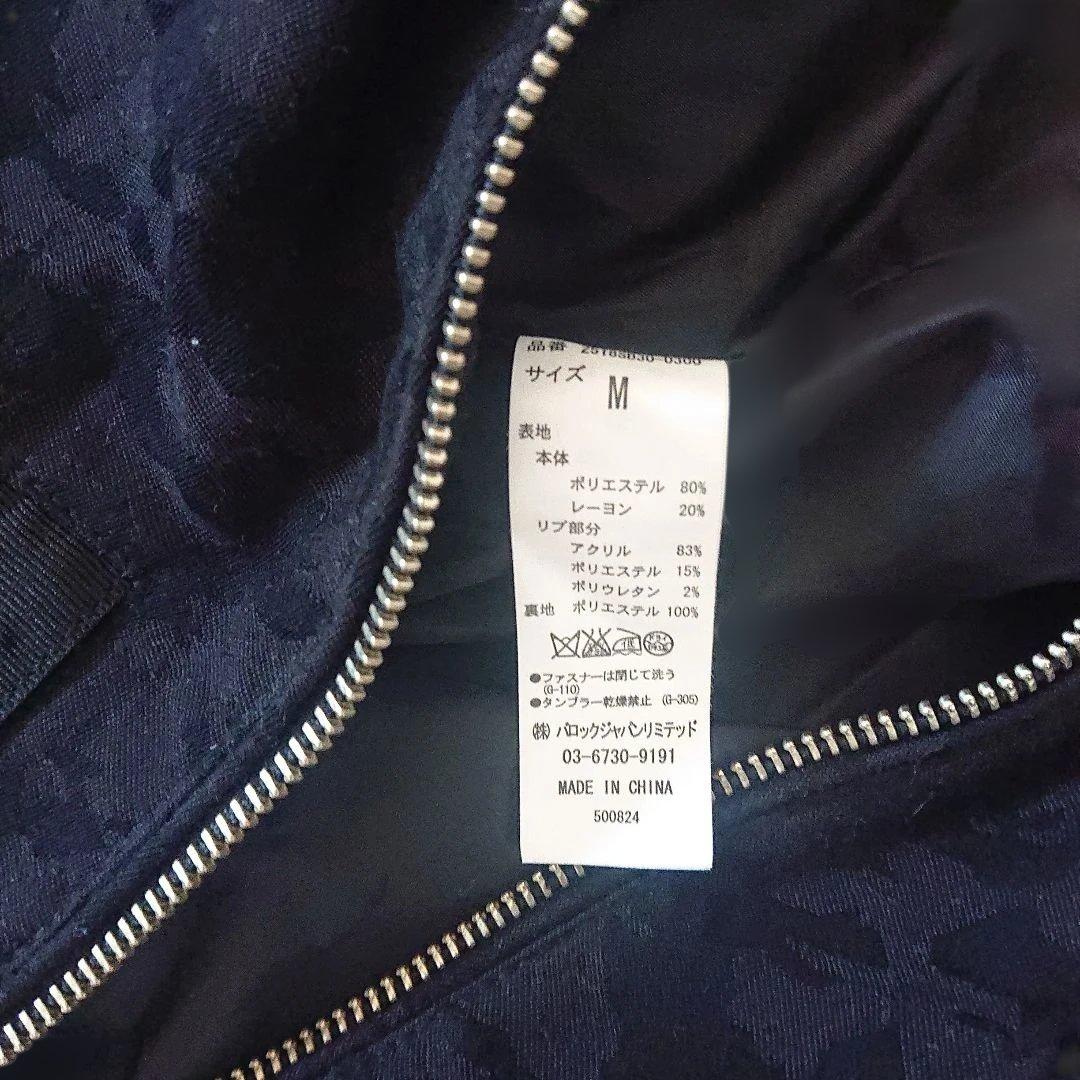 品番 2518SD30-0300
サイズ M
表地
本体
ポリエステル 80%
レーヨン 20%
リブ部分
アクリル 83%
ポリエステル 15%
ポリウレタン 2%
裏地 ポリエステル 100%
●ファスナーは閉じて洗う
(G-110)
●タンブラー乾燥禁止 (G-305)
㈱ バロックジャパンリミテッド
03-6730-9191
MADE IN CHINA
500824